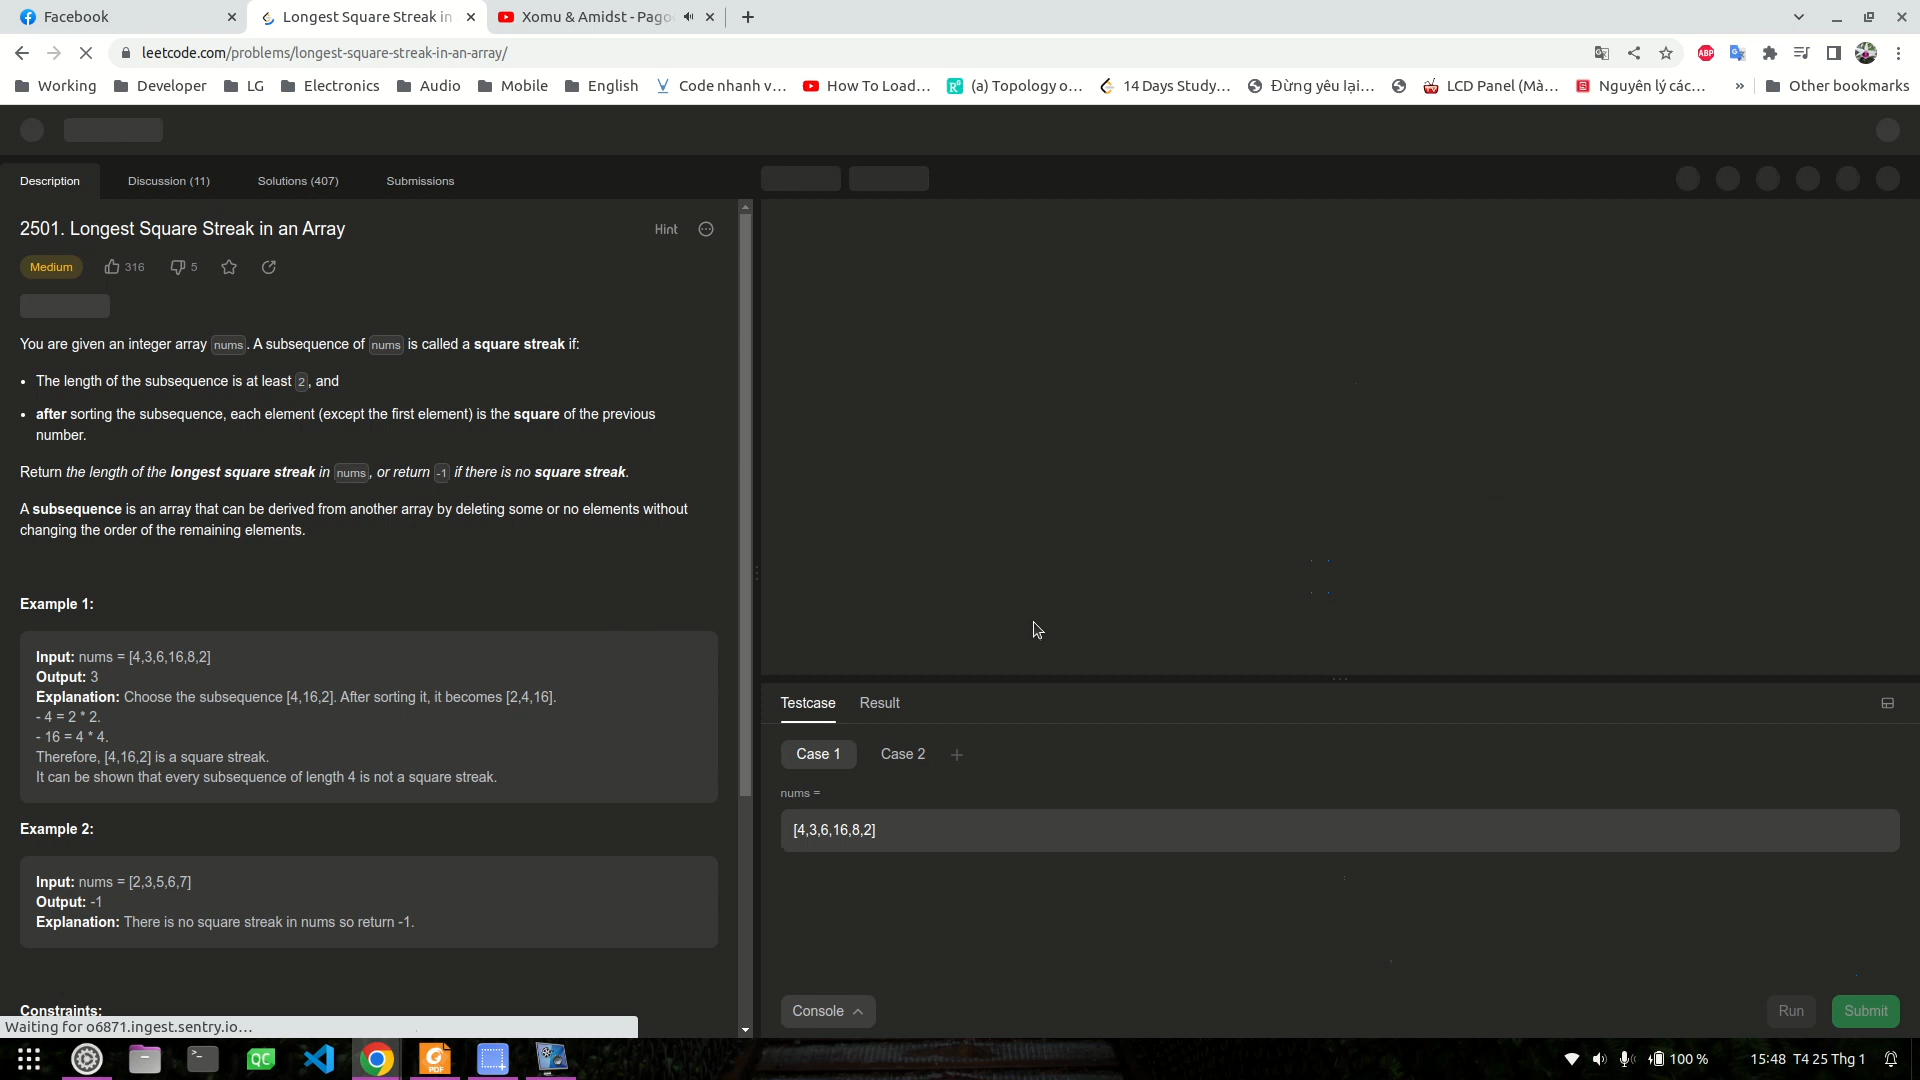 Facebook
Longest Square Streak in
Xomu & Amidst - Pago
leetcode.com/problems/longest-square-streak-in-an-array/
ABP
Working
Developer
LG
Electronics
Audio
Mobile
English
Code nhanh v...
How To Load...
(a) Topology o...
14 Days Study...
Đừng yêu lại...
LCD Panel (Mà...
Nguyên lý các...
»
Other bookmarks
Description
Discussion (11)
Solutions (407)
Submissions
2501. Longest Square Streak in an Array
Hint
Medium
316
5
You are given an integer array nums. A subsequence of nums is called a square streak if:
• The length of the subsequence is at least 2, and
• after sorting the subsequence, each element (except the first element) is the square of the previous
number.
Return the length of the longest square streak in nums, or return -1 if there is no square streak.
A subsequence is an array that can be derived from another array by deleting some or no elements without
changing the order of the remaining elements.
Example 1:
Input: nums = [4,3,6,16,8,2]
Output: 3
Explanation: Choose the subsequence [4,16,2]. After sorting it, it becomes [2,4,16].
- 4 = 2 * 2.
- 16 = 4 * 4.
Therefore, [4,16,2] is a square streak.
It can be shown that every subsequence of length 4 is not a square streak.
Example 2:
Input: nums = [2,3,5,6,7]
Output: -1
Explanation: There is no square streak in nums so return -1.
Constraints:
Waiting for o6871.ingest.sentry.io...
Testcase
Result
Case 1
Case 2
nums =
[4,3,6,16,8,2]
Console
Run
Submit
QC
PDF
100 %
15:48 T4 25 Thg 1